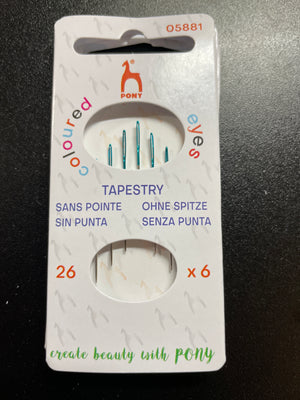 05881
PONY
coloured eyes
TAPESTRY
SANS POINTE OHNE SPITZE
SIN PUNTA SENZA PUNTA
26 x 6
create beauty with PONY